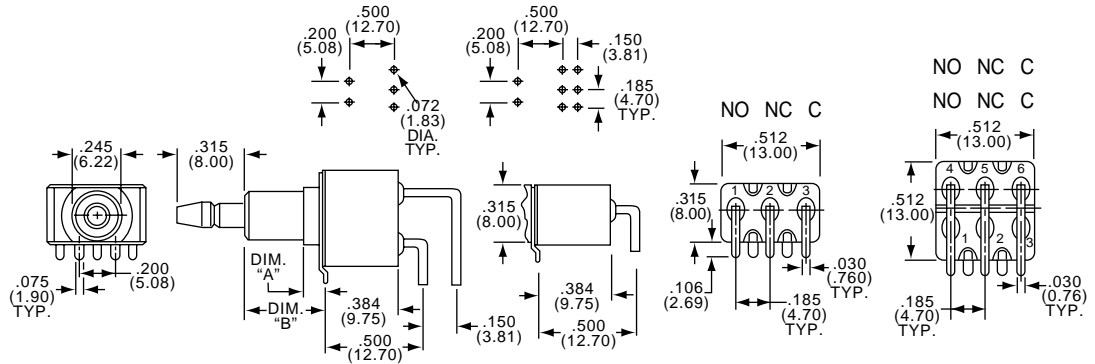 .500
(12.70)
.200
(5.08)
.072
(1.83)
DIA.
TYP.
.500
(12.70)
.200
(5.08)
.150
(3.81)
.185
(4.70)
TYP.
NO NC C
NO NC C
NO NC C
.245
(6.22)
.075
(1.90)
TYP.
.200
(5.08)
.315
(8.00)
DIM.
"A"
DIM.
"B"
.384
(9.75)
.500
(12.70)
.150
(3.81)
.315
(8.00)
.384
(9.75)
.500
(12.70)
.512
(13.00)
.315
(8.00)
1 2 3
.106
(2.69)
.030
(.760)
TYP.
.185
(4.70)
TYP.
.512
(13.00)
.512
(13.00)
4 5 6
1 2 3
.185
(4.70)
TYP.
.030
(0.76)
TYP.